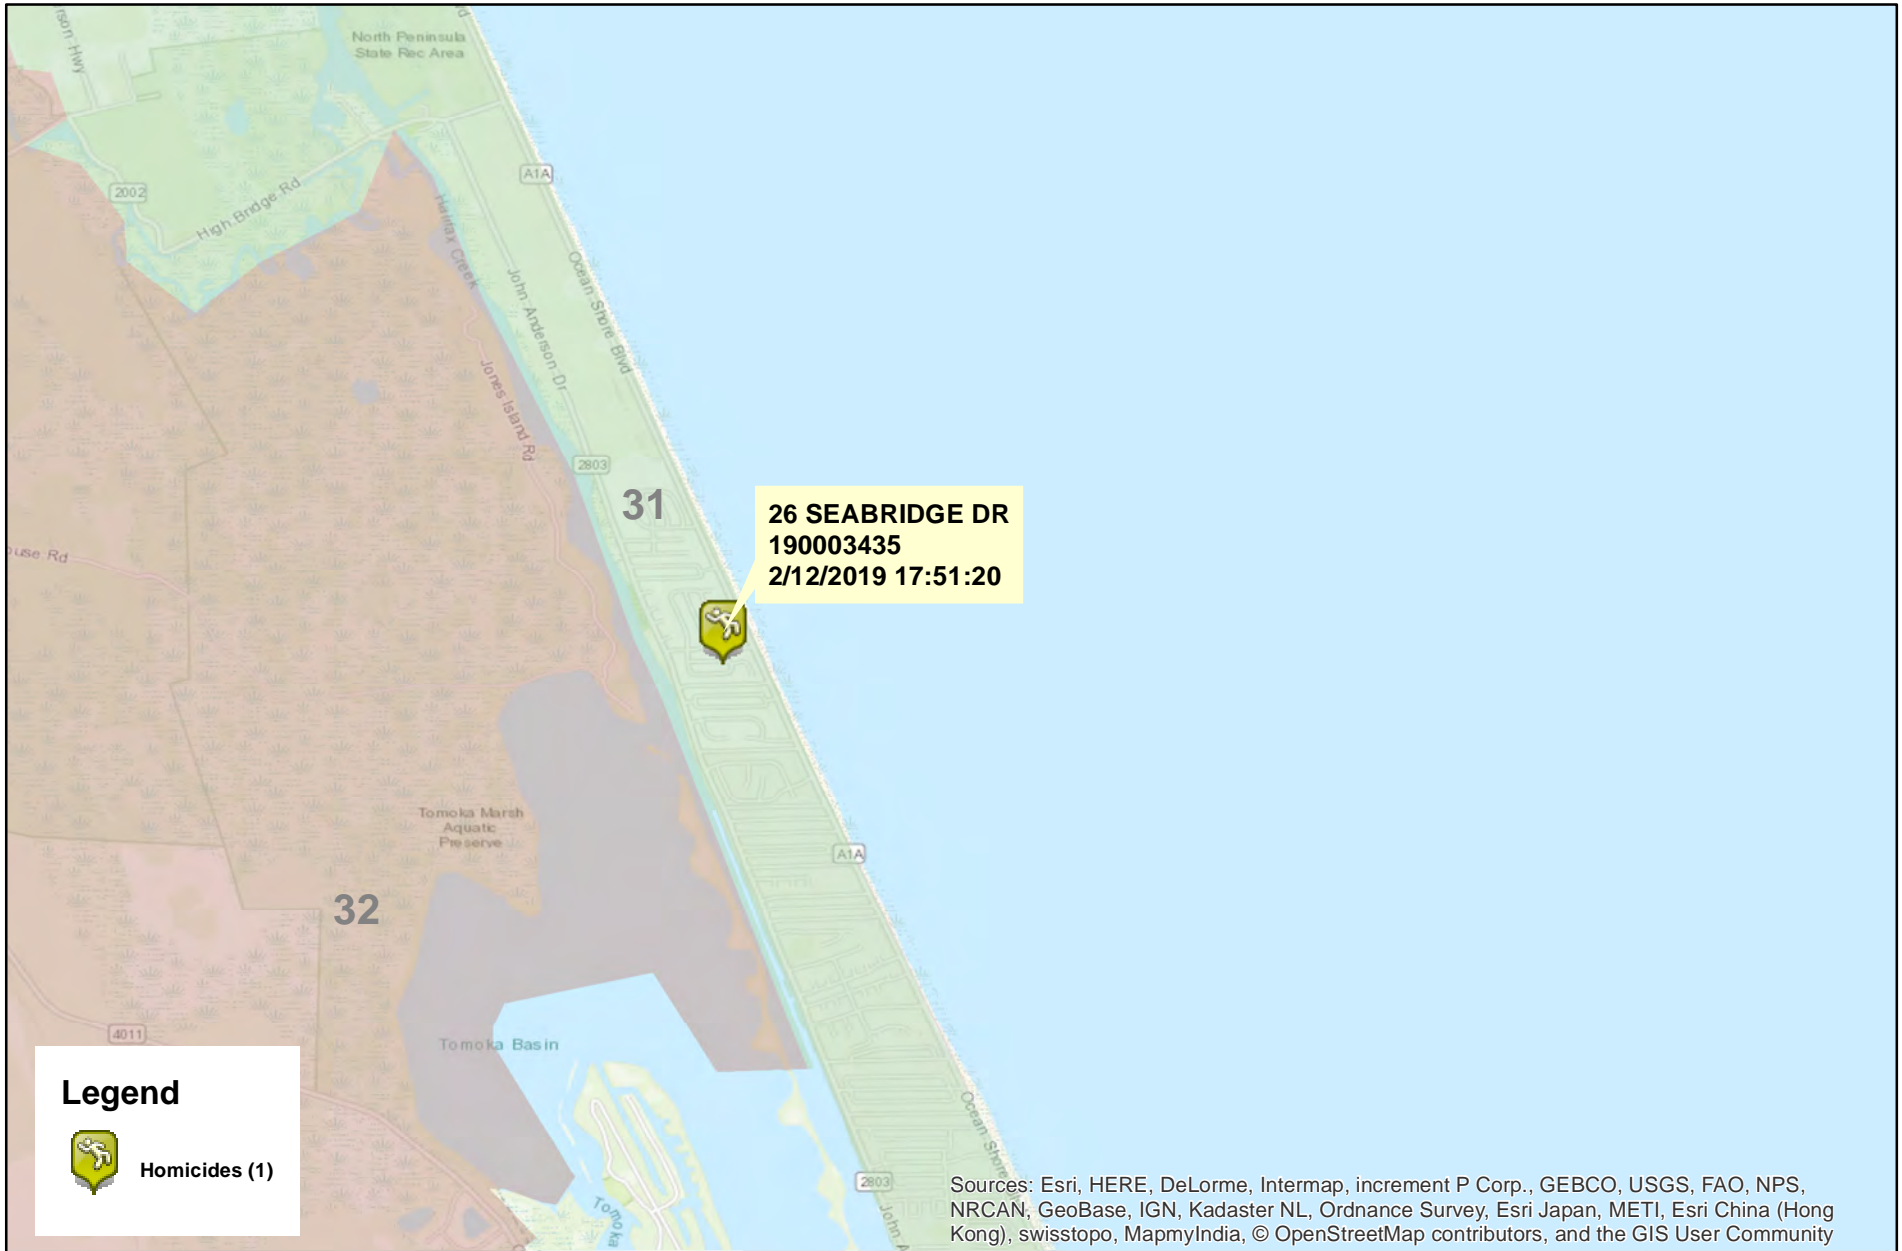 North Peninsula
State Rec Area
A1A
2002
High Bridge Rd
Halifax Creek
Ocean Shore Blvd
John Anderson Dr
Jones Island Rd
2803
31
26 SEABRIDGE DR
190003435
2/12/2019 17:51:20
Tomoka Marsh
Aquatic
Preserve
A1A
32
4011
Tomoka Basin
Legend
Homicides (1)
Ocean Shore
2803
Tomoka
Sources: Esri, HERE, DeLorme, Intermap, increment P Corp., GEBCO, USGS, FAO, NPS,
NRCAN, GeoBase, IGN, Kadaster NL, Ordnance Survey, Esri Japan, METI, Esri China (Hong
Kong), swisstopo, MapmyIndia, © OpenStreetMap contributors, and the GIS User Community